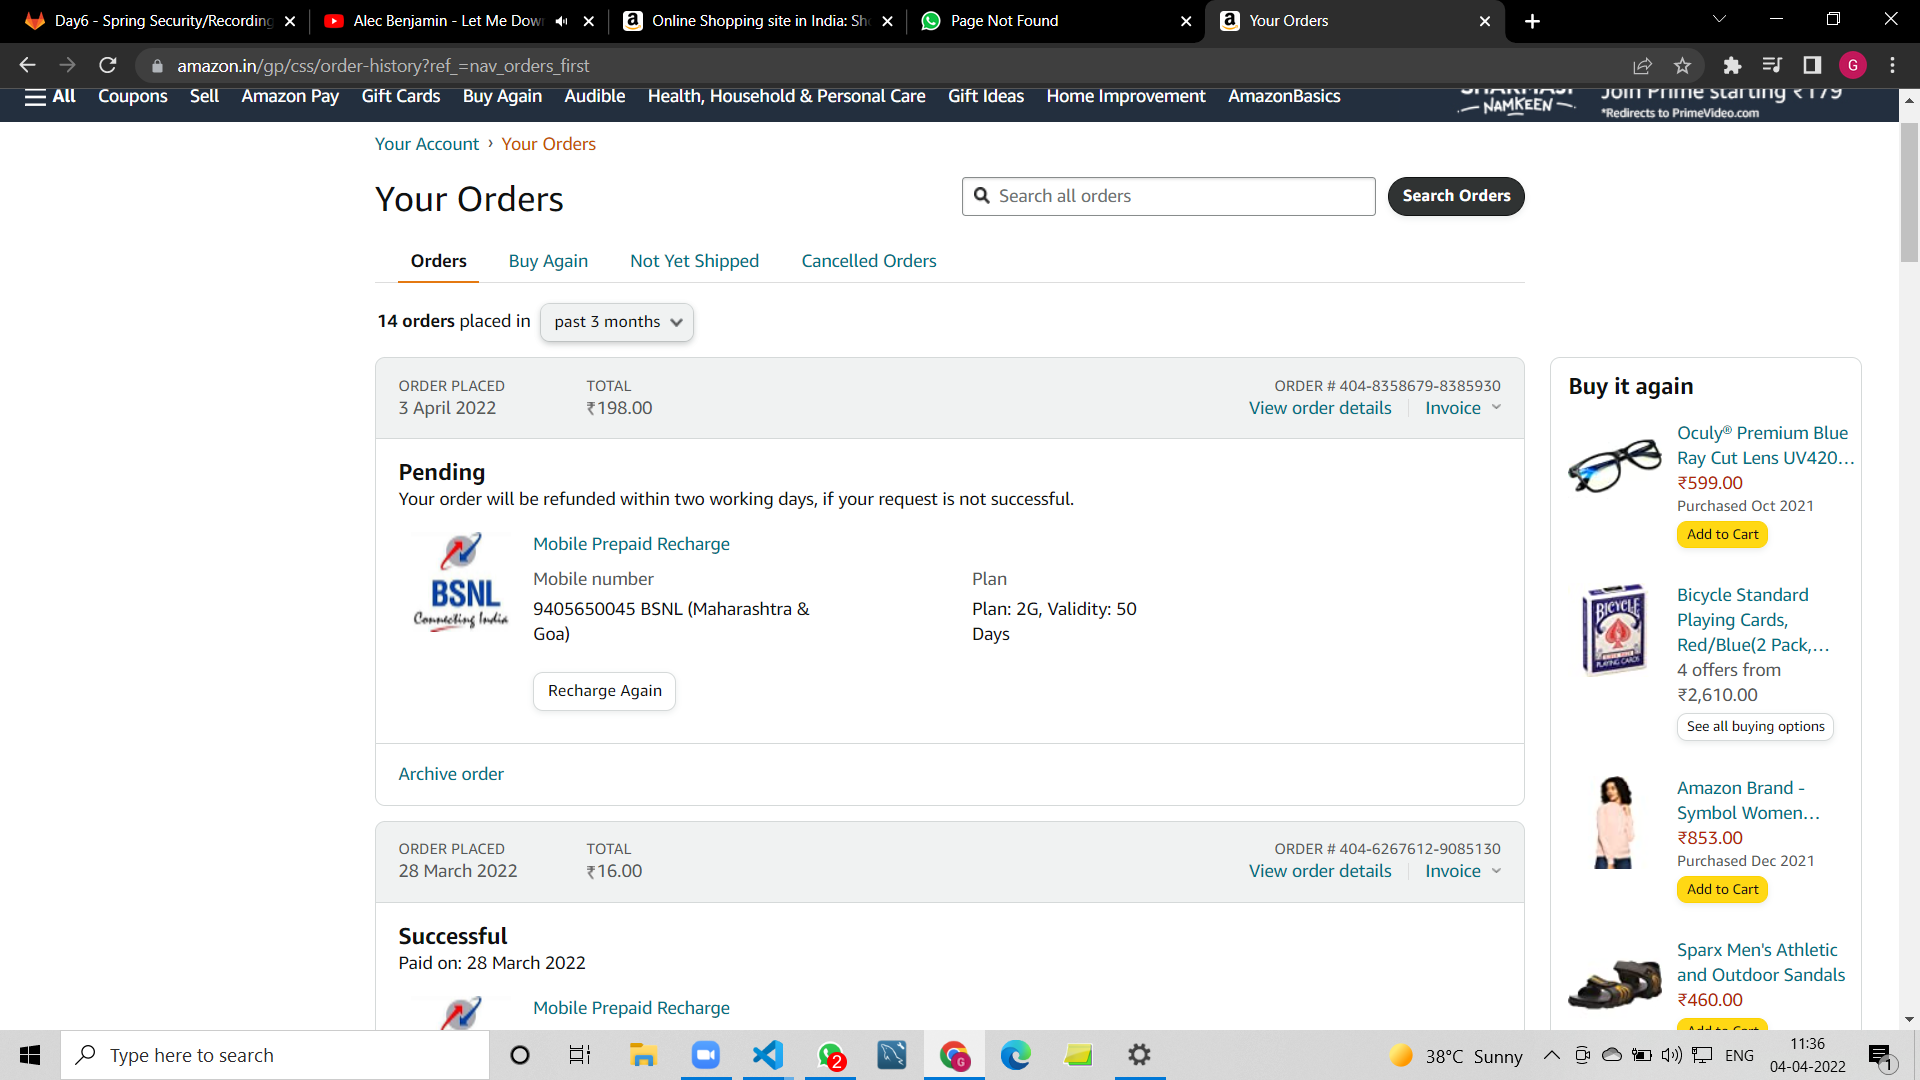 Day6 - Spring Security/Recording
Alec Benjamin - Let Me Down
Online Shopping site in India: Sh
Page Not Found
Your Orders
amazon.in/gp/css/order-history?ref_=nav_orders_first
G
All
Coupons
Sell
Amazon Pay
Gift Cards
Buy Again
Audible
Health, Household & Personal Care
Gift Ideas
Home Improvement
AmazonBasics
NAMKEEN
Join Prime starting ₹179
*Redirects to PrimeVideo.com
Your Account › Your Orders
Your Orders
Search all orders
Search Orders
Orders
Buy Again
Not Yet Shipped
Cancelled Orders
14 orders placed in
past 3 months
ORDER PLACED
3 April 2022
TOTAL
₹198.00
ORDER # 404-8358679-8385930
View order details
Invoice
Pending
Your order will be refunded within two working days, if your request is not successful.
BSNL
Connecting India
Mobile Prepaid Recharge
Mobile number
9405650045 BSNL (Maharashtra &
Goa)
Plan
Plan: 2G, Validity: 50
Days
Recharge Again
Archive order
ORDER PLACED
28 March 2022
TOTAL
₹16.00
ORDER # 404-6267612-9085130
View order details
Invoice
Successful
Paid on: 28 March 2022
Mobile Prepaid Recharge
Buy it again
Oculy® Premium Blue
Ray Cut Lens UV420...
₹599.00
Purchased Oct 2021
Add to Cart
BICYCLE
PLAYING CARDS
Bicycle Standard
Playing Cards,
Red/Blue(2 Pack,...
4 offers from
₹2,610.00
See all buying options
Amazon Brand -
Symbol Women...
₹853.00
Purchased Dec 2021
Add to Cart
Sparx Men's Athletic
and Outdoor Sandals
₹460.00
Add to Cart
Type here to search
2
G
38°C Sunny
ENG
11:36
04-04-2022
1